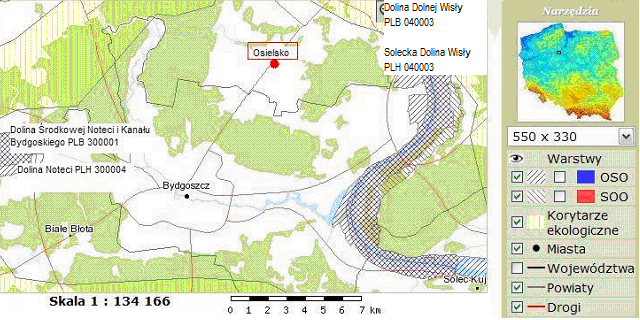 Dolina Dolnej Wisły
PLB 040003
Solecka Dolina Wisły
PLH 040003
Osielsko
Dolina Środkowej Noteci i Kanału
Bydgoskiego PLB 300001
Dolina Noteci PLH 300004
Bydgoszcz
Białe Błota
Solec Kuj
Skala 1 : 134 166
0 1 2 3 4 5 6 7 km
Narzędzia
550 x 330
Warstwy
OSO
SOO
Korytarze
ekologiczne
Miasta
Województwa
Powiaty
Drogi